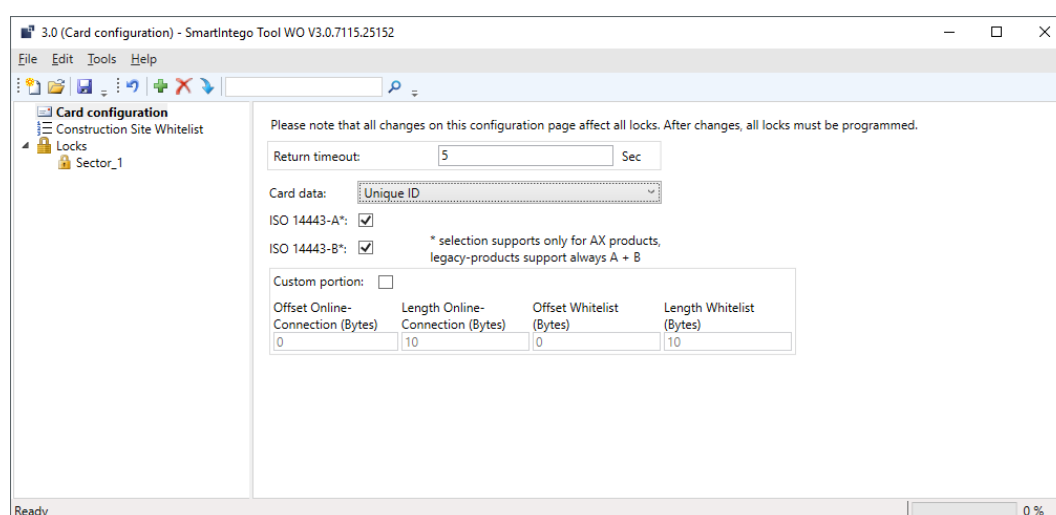 3.0 (Card configuration) - SmartIntego Tool WO V3.0.7115.25152
File Edit Tools Help
Card configuration
Construction Site Whitelist
Locks
Sector_1
Please note that all changes on this configuration page affect all locks. After changes, all locks must be programmed.
Return timeout: 5 Sec
Card data: Unique ID
ISO 14443-A*:
ISO 14443-B*:
* selection supports only for AX products,
legacy-products support always A + B
Custom portion:
Offset Online- Length Online- Offset Whitelist Length Whitelist
Connection (Bytes) Connection (Bytes) (Bytes) (Bytes)
0 10 0 10
Ready 0 %